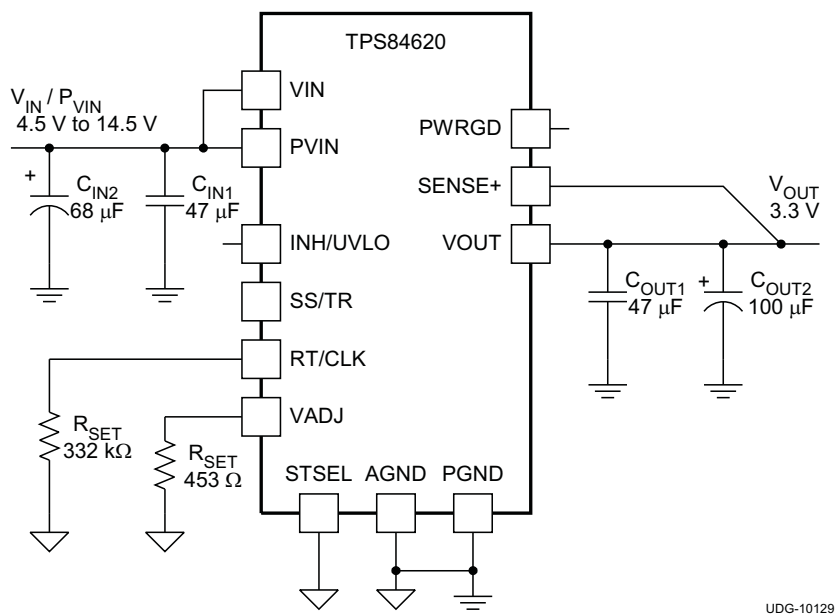 TPS84620
VIN
V_IN / P_VIN
4.5 V to 14.5 V
PWRGD
PVIN
+
C_IN2
68 μF
C_IN1
47 μF
SENSE+
V_OUT
3.3 V
INH/UVLO
VOUT
SS/TR
C_OUT1
47 μF
+
C_OUT2
100 μF
RT/CLK
VADJ
R_SET
332 kΩ
R_SET
453 Ω
STSEL AGND PGND
UDG-10129